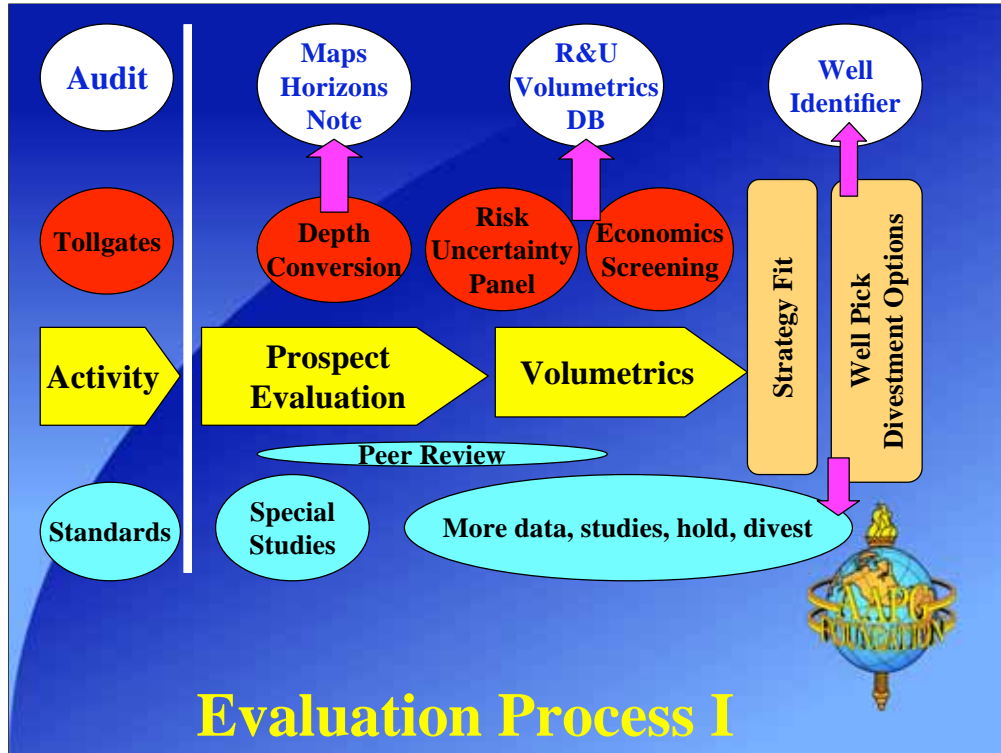 Audit
Maps
Horizons
Note
R&U
Volumetrics
DB
Well
Identifier
Tollgates
Depth
Conversion
Risk
Uncertainty
Panel
Economics
Screening
Strategy Fit
Well Pick
Divestment Options
Activity
Prospect
Evaluation
Volumetrics
Peer Review
Standards
Special
Studies
More data, studies, hold, divest
AAPG
FOUNDATION
Evaluation Process I